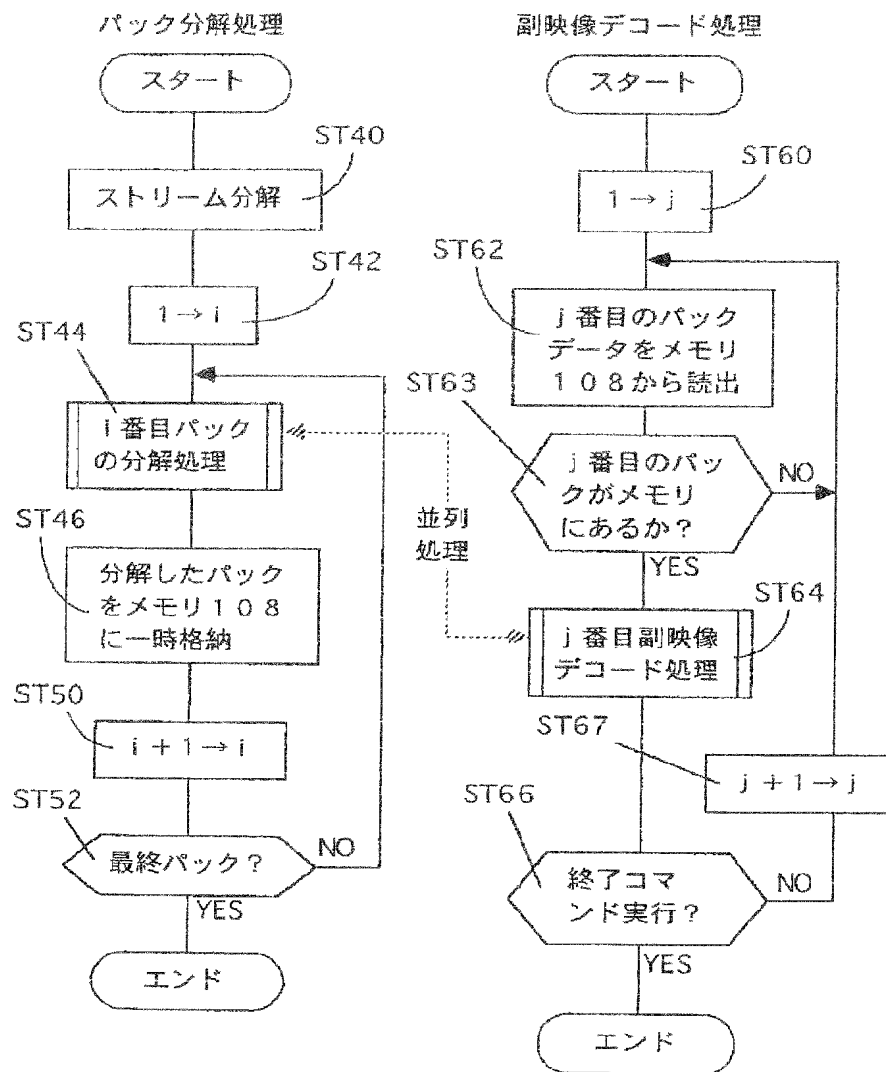 パック分解処理
スタート
ST40
ストリーム分解
ST42
1→i
ST44
i番目パック
の分解処理
ST46
分解したパック
をメモリ108
に一時格納
ST50
i+1→i
ST52
最終パック?
NO
YES
エンド
並列
処理
副映像デコード処理
スタート
ST60
1→j
ST62
j番目のパック
データをメモリ
108から読出
ST63
j番目のパッ
クがメモリ
にあるか?
NO
YES
ST64
j番目副映像
デコード処理
ST67
j+1→j
ST66
終了コマ
ンド実行?
NO
YES
エンド